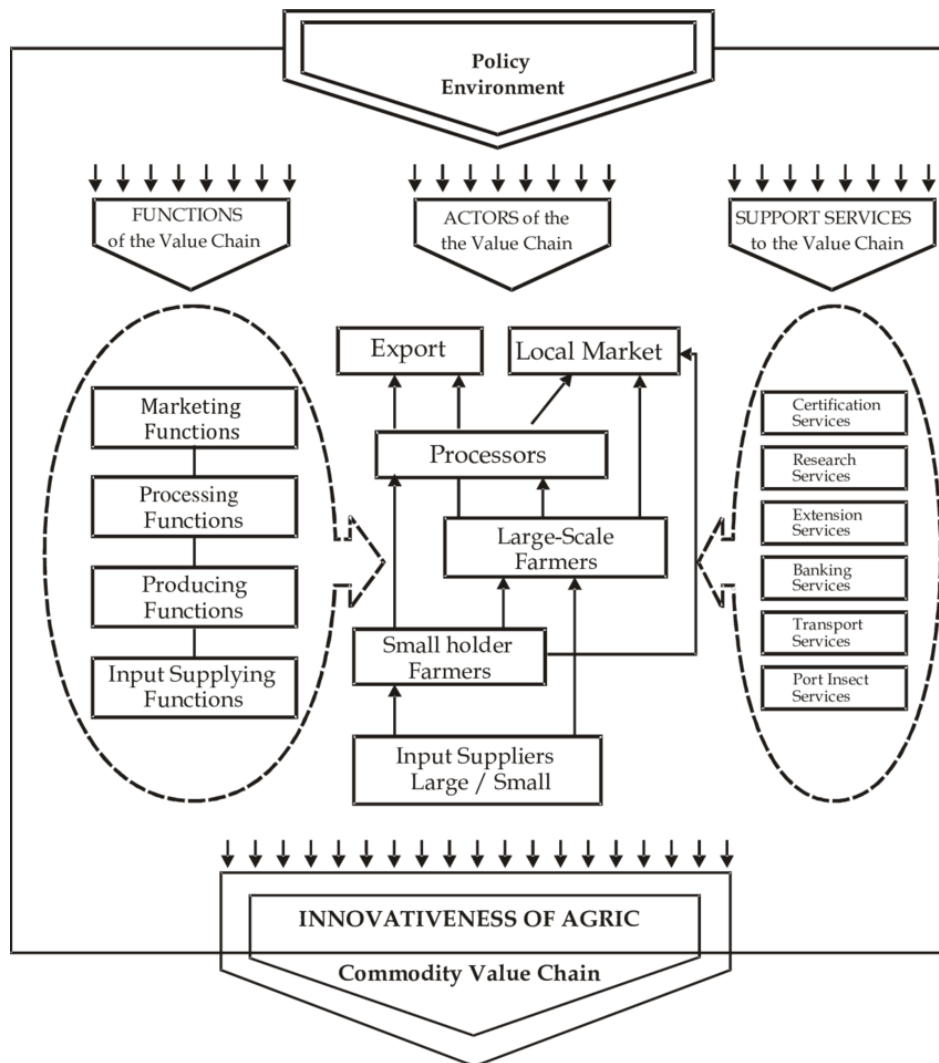 Policy
Environment
FUNCTIONS
of the Value Chain
ACTORS of the
the Value Chain
SUPPORT SERVICES
to the Value Chain
Marketing
Functions
Processing
Functions
Producing
Functions
Input Supplying
Functions
Export
Local Market
Processors
Large-Scale
Farmers
Small holder
Farmers
Input Suppliers
Large / Small
Certification
Services
Research
Services
Extension
Services
Banking
Services
Transport
Services
Port Insect
Services
INNOVATIVENESS OF AGRIC
Commodity Value Chain